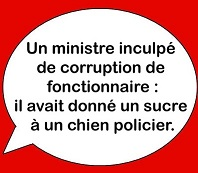 Un ministre inculpé
de corruption de
fonctionnaire :
il avait donné un sucre
à un chien policier.